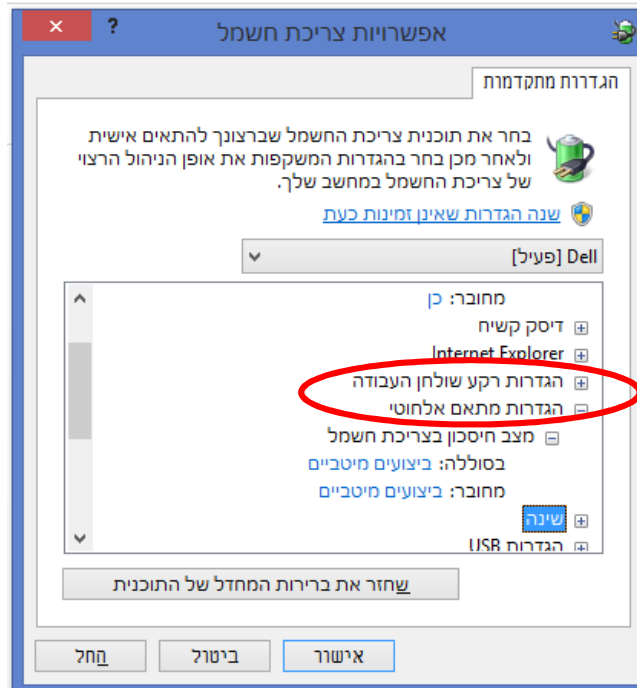 אפשרויות צריכת חשמל ?
הגדרות מתקדמות
בחר את תוכנית צריכת החשמל שברצונך להתאים אישית
ולאחר מכן בחר בהגדרות המשקפות את אופן הניהול הרצוי
של צריכת החשמל במחשב שלך.
שנה הגדרות שאינן זמינות כעת
Dell [פעיל]
מחובר: כן
דיסק קשיח
Internet Explorer
הגדרות רקע שולחן העבודה
הגדרות מתאם אלחוטי
מצב חיסכון בצריכת חשמל
בסוללה: ביצועים מיטביים
מחובר: ביצועים מיטביים
שינה
הגדרות USB
שחזר את ברירות המחדל של התוכנית
אישור ביטול החל